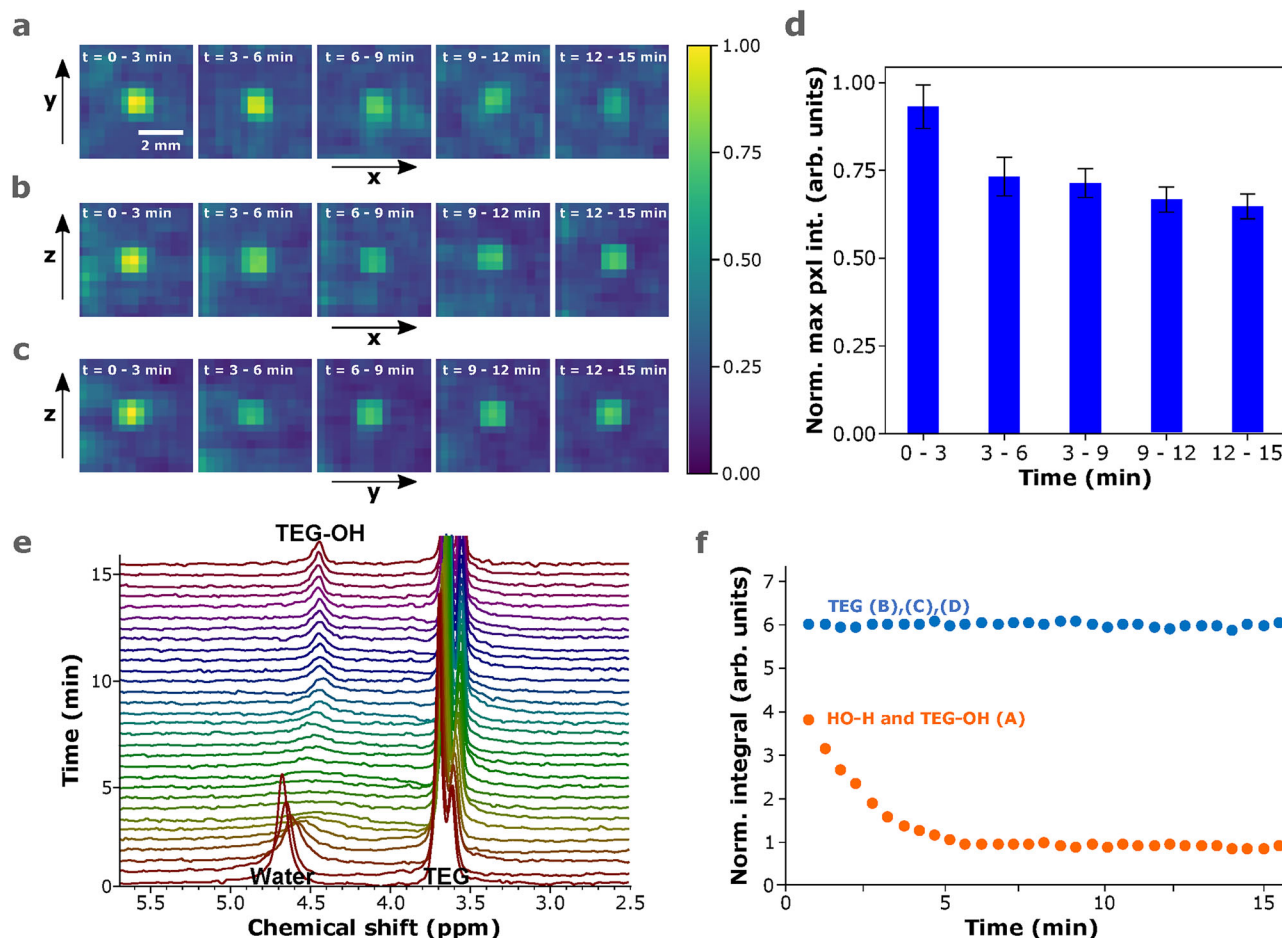 a
t = 0 - 3 min
t = 3 - 6 min
t = 6 - 9 min
t = 9 - 12 min
t = 12 - 15 min
y
2 mm
x
b
t = 0 - 3 min
t = 3 - 6 min
t = 6 - 9 min
t = 9 - 12 min
t = 12 - 15 min
z
x
c
t = 0 - 3 min
t = 3 - 6 min
t = 6 - 9 min
t = 9 - 12 min
t = 12 - 15 min
z
y
1.00
0.75
0.50
0.25
0.00
d
Norm. max pxl int. (arb. units)
1.00
0.75
0.50
0.25
0.00
0 - 3
3 - 6
3 - 9
9 - 12
12 - 15
Time (min)
e
TEG-OH
Time (min)
15
10
5
0
Water
TEG
5.5
5.0
4.5
4.0
3.5
3.0
2.5
Chemical shift (ppm)
f
Norm. integral (arb. units)
7
6
5
4
3
2
1
0
TEG (B),(C),(D)
HO-H and TEG-OH (A)
0
5
10
15
Time (min)